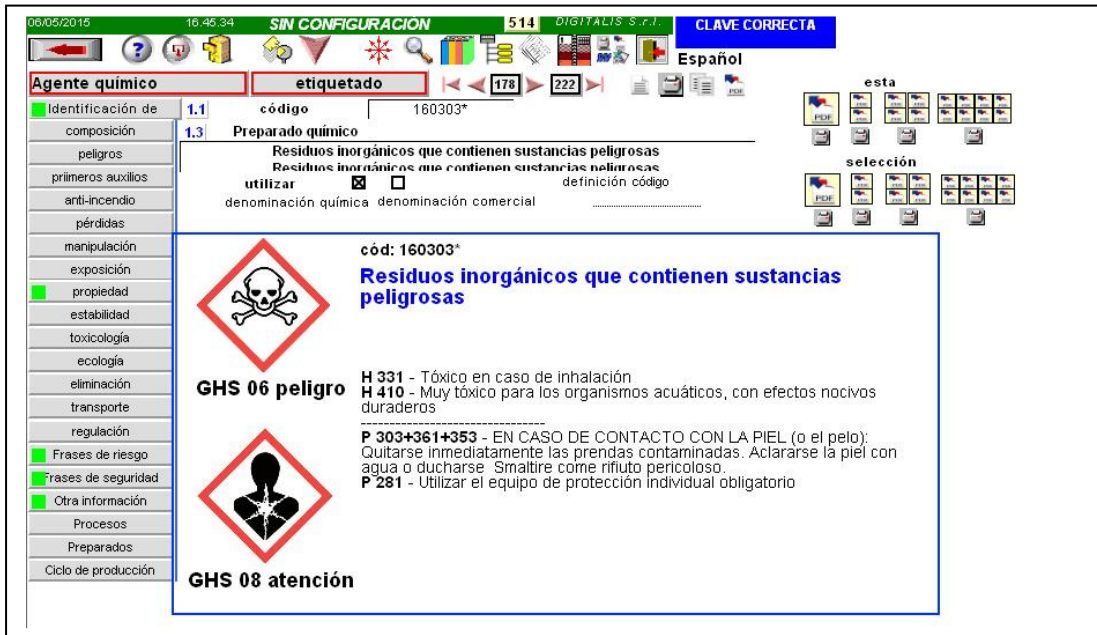 06/05/2015 16.45.34 SIN CONFIGURACIÓN 514 DIGITALIS S.r.l. CLAVE CORRECTA
Español
Agente químico etiquetado 178 222
esta
Identificación de 1.1 código 160303*
composición 1.3 Preparado químico
PDF
peligros Residuos inorgánicos que contienen sustancias peligrosas
Residuos inorgánicos que contienen sustancias peligrosas
selección
priimeros auxilios utilizar definición código
anti-incendio denominación química denominación comercial
PDF
pérdidas
manipulación
exposición
propiedad
estabilidad
toxicología
ecología
eliminación
transporte
regulación
Frases de riesgo
Frases de seguridad
Otra información
Procesos
Preparados
Ciclo de producción
cód: 160303*
Residuos inorgánicos que contienen sustancias
peligrosas
GHS 06 peligro
H 331 - Tóxico en caso de inhalación
H 410 - Muy tóxico para los organismos acuáticos, con efectos nocivos
duraderos
-------------------------------
P 303+361+353 - EN CASO DE CONTACTO CON LA PIEL (o el pelo):
Quitarse inmediatamente las prendas contaminadas. Aclararse la piel con
agua o ducharse Smaltire come rifiuto pericoloso.
P 281 - Utilizar el equipo de protección individual obligatorio
GHS 08 atención